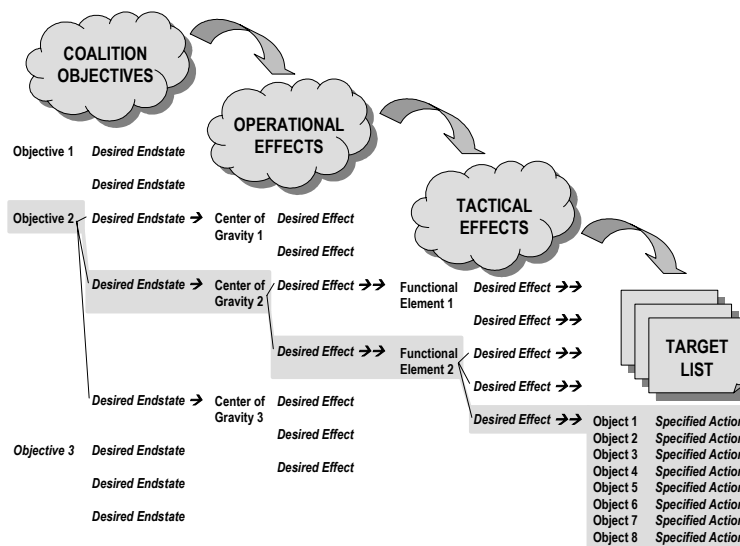 COALITION
OBJECTIVES
OPERATIONAL
EFFECTS
TACTICAL
EFFECTS
TARGET
LIST
Objective 1 Desired Endstate
Desired Endstate
Objective 2 Desired Endstate → Center of Gravity 1 Desired Effect
Desired Effect
Desired Endstate → Center of Gravity 2 Desired Effect →→ Functional Element 1 Desired Effect →→
Desired Effect →→
Desired Effect →→ Functional Element 2 Desired Effect →→
Desired Effect →→
Desired Endstate → Center of Gravity 3 Desired Effect
Desired Effect
Desired Effect
Desired Effect →→ Object 1 Specified Action
Object 2 Specified Action
Object 3 Specified Action
Object 4 Specified Action
Object 5 Specified Action
Object 6 Specified Action
Object 7 Specified Action
Object 8 Specified Action
Objective 3 Desired Endstate
Desired Endstate
Desired Endstate